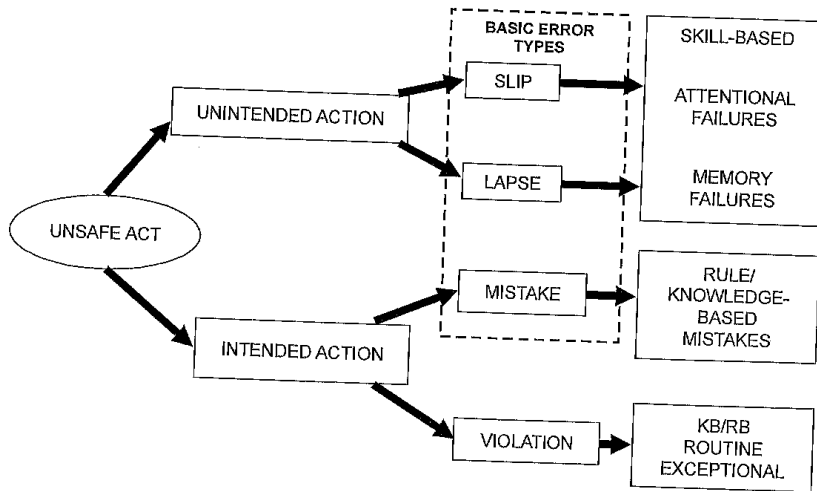 BASIC ERROR
TYPES
SKILL-BASED
SLIP
ATTENTIONAL
FAILURES
UNINTENDED ACTION
LAPSE
MEMORY
FAILURES
UNSAFE ACT
MISTAKE
RULE/
KNOWLEDGE-
BASED
MISTAKES
INTENDED ACTION
VIOLATION
KB/RB
ROUTINE
EXCEPTIONAL